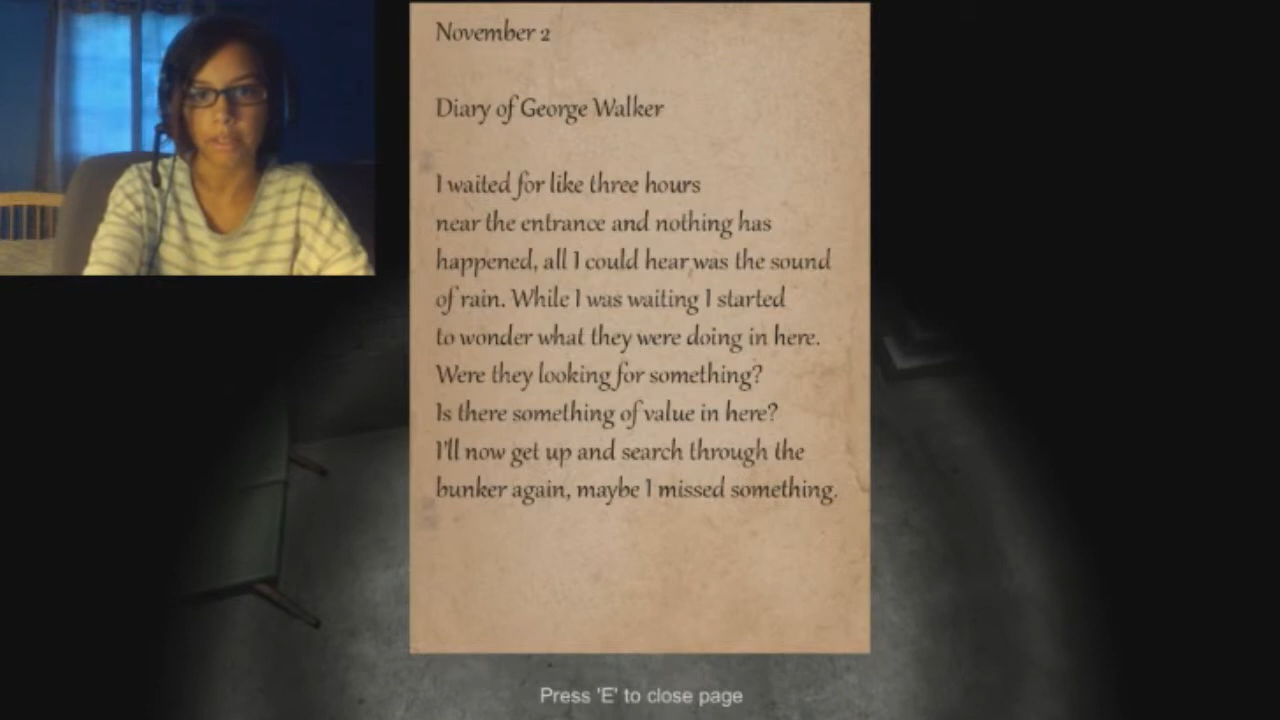 November 2
Diary of George Walker
I waited for like three hours
near the entrance and nothing has
happened, all I could hear was the sound
of rain. While I was waiting I started
to wonder what they were doing in here.
Were they looking for something?
Is there something of value in here?
I'll now get up and search through the
bunker again, maybe I missed something.
Press 'E' to close page